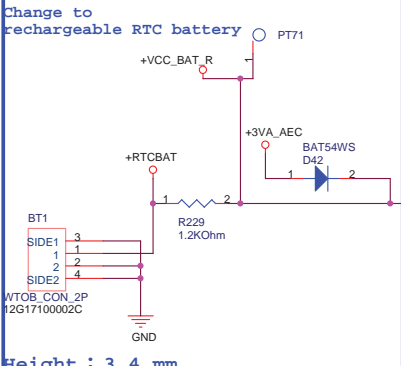 Change to
rechargeable RTC battery
PT71
1
+VCC_BAT_R
+3VA_AEC
BAT54WS
D42
1 2
+RTCBAT
1 2
R229
1.2KOhm
BT1
SIDE1 3
1 1
2 2
SIDE2 4
WTOB_CON_2P
12G17100002C
GND
Height : 3.4 mm